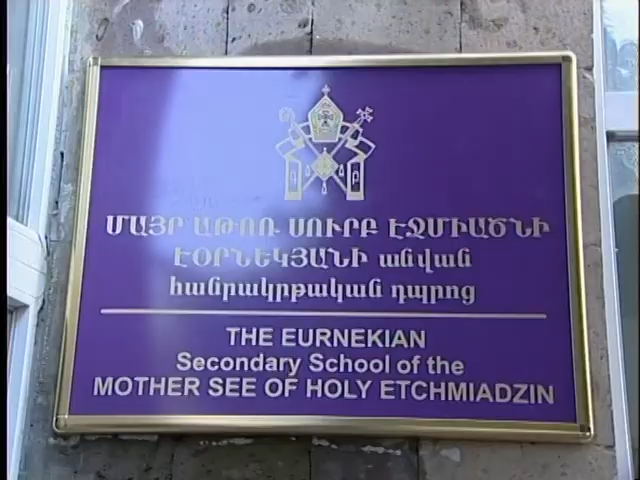 ՄԱՅՐ ԱԹՈՌ ՍՈՒՐԲ ԷՋՄԻԱԾՆԻ
ԷՕՐՆԵԿՅԱՆԻ անվան
հանրակրթական դպրոց
THE EURNEKIAN
Secondary School of the
MOTHER SEE OF HOLY ETCHMIADZIN